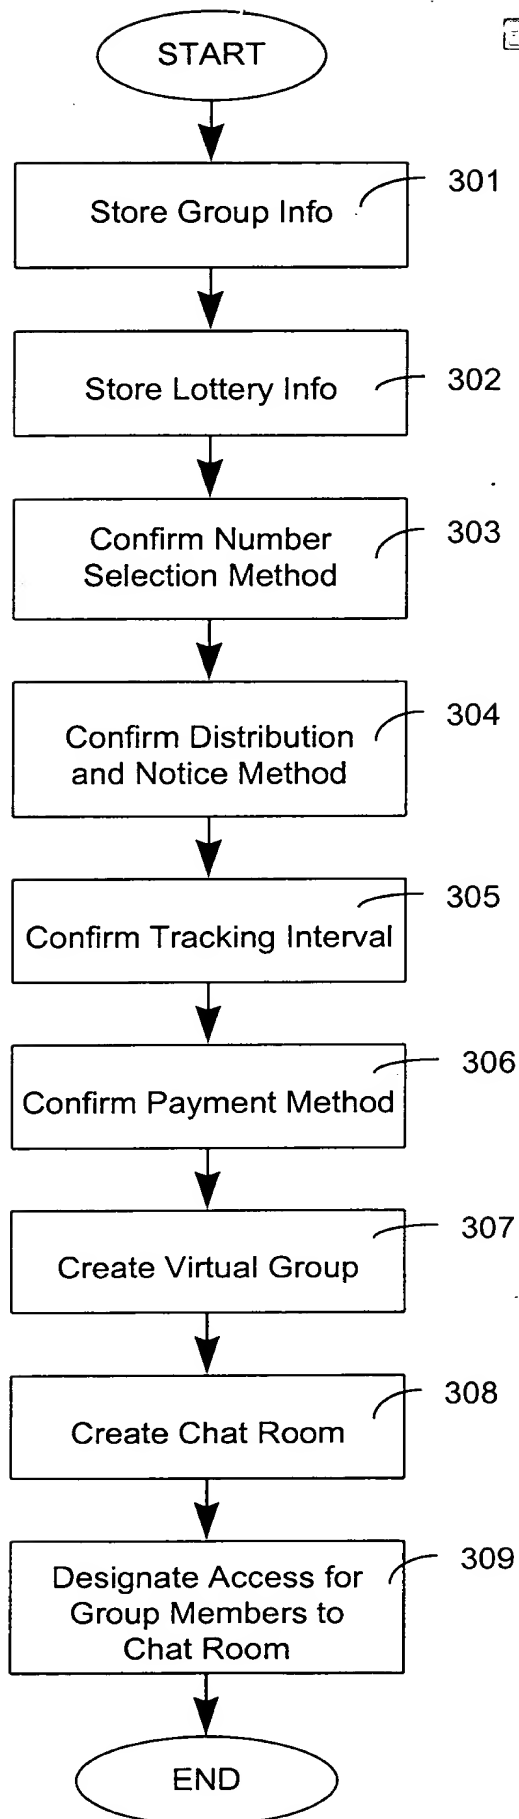 START
301
Store Group Info
302
Store Lottery Info
303
Confirm Number
Selection Method
304
Confirm Distribution
and Notice Method
305
Confirm Tracking Interval
306
Confirm Payment Method
307
Create Virtual Group
308
Create Chat Room
309
Designate Access for
Group Members to
Chat Room
END